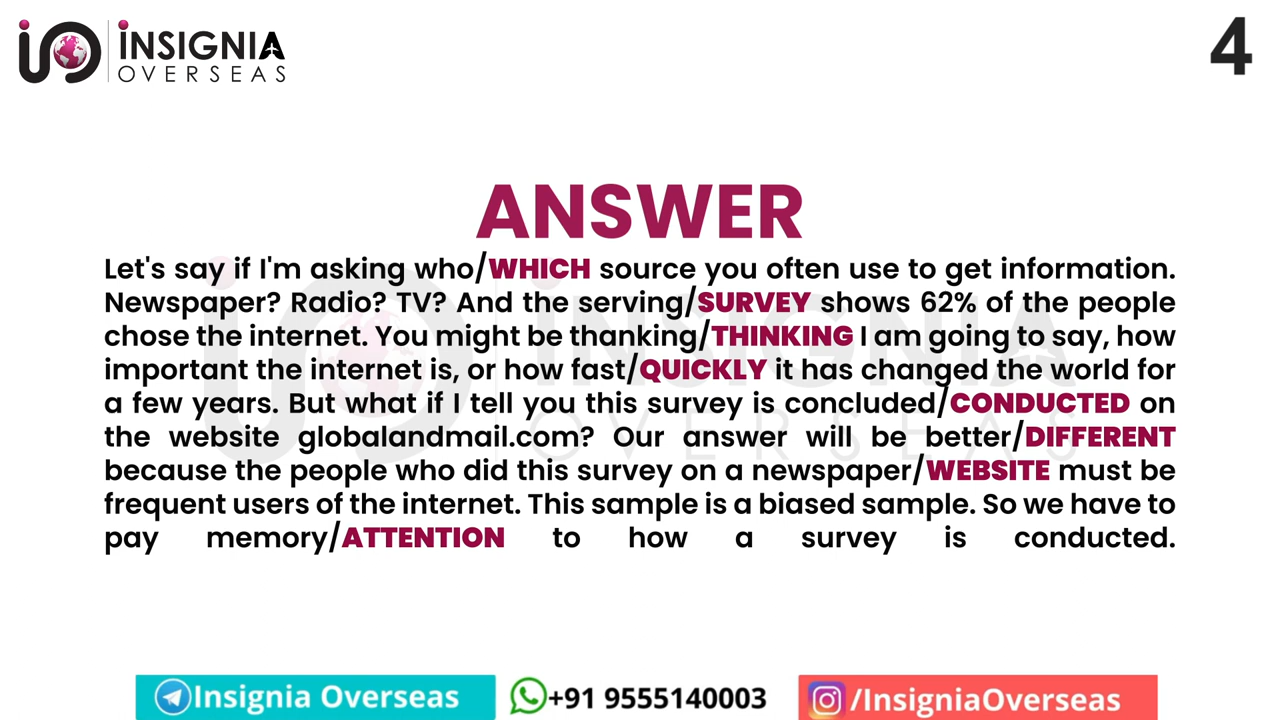 iNSIGNIA
OVERSEAS
4
ANSWER
Let's say if I'm asking who/WHICH source you often use to get information.
Newspaper? Radio? TV? And the serving/SURVEY shows 62% of the people
chose the internet. You might be thanking/THINKING I am going to say, how
important the internet is, or how fast/QUICKLY it has changed the world for
a few years. But what if I tell you this survey is concluded/CONDUCTED on
the website globalandmail.com? Our answer will be better/DIFFERENT
because the people who did this survey on a newspaper/WEBSITE must be
frequent users of the internet. This sample is a biased sample. So we have to
pay memory/ATTENTION to how a survey is conducted.
Insignia Overseas
+91 9555140003
/InsigniaOverseas